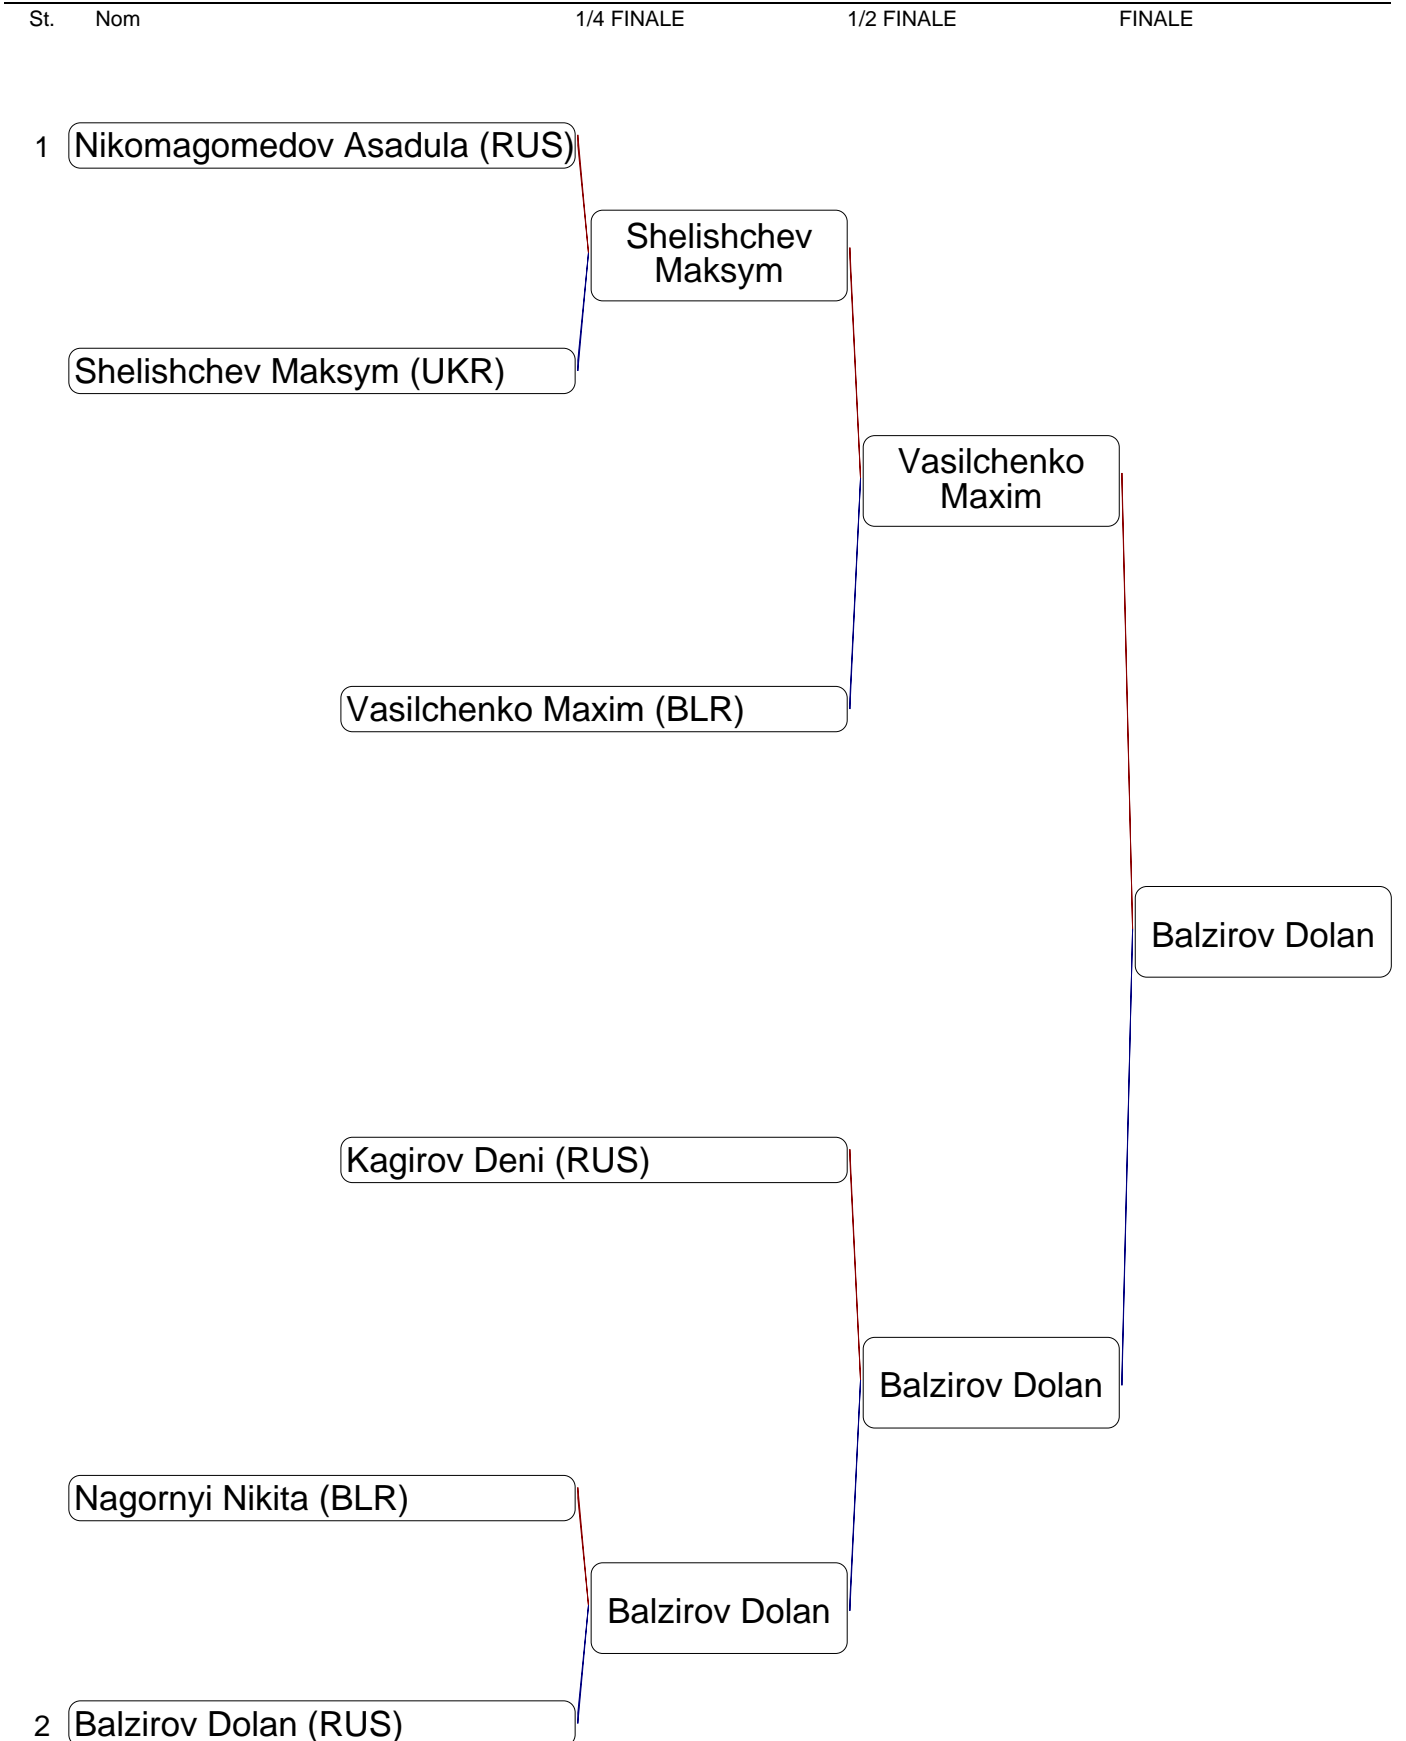 St. Nom 1/4 FINALE 1/2 FINALE FINALE
1 Nikomagomedov Asadula (RUS)
Shelishchev
Maksym
Shelishchev Maksym (UKR)
Vasilchenko
Maxim
Vasilchenko Maxim (BLR)
Balzirov Dolan
Kagirov Deni (RUS)
Balzirov Dolan
Nagornyi Nikita (BLR)
Balzirov Dolan
2 Balzirov Dolan (RUS)